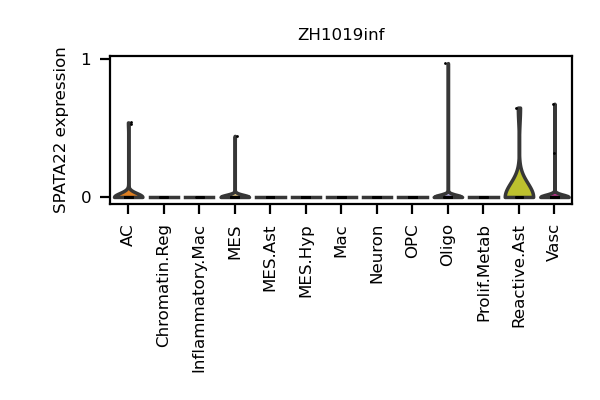 ZH1019inf
SPATA22 expression
1
0
AC
Chromatin.Reg
Inflammatory.Mac
MES
MES.Ast
MES.Hyp
Mac
Neuron
OPC
Oligo
Prolif.Metab
Reactive.Ast
Vasc